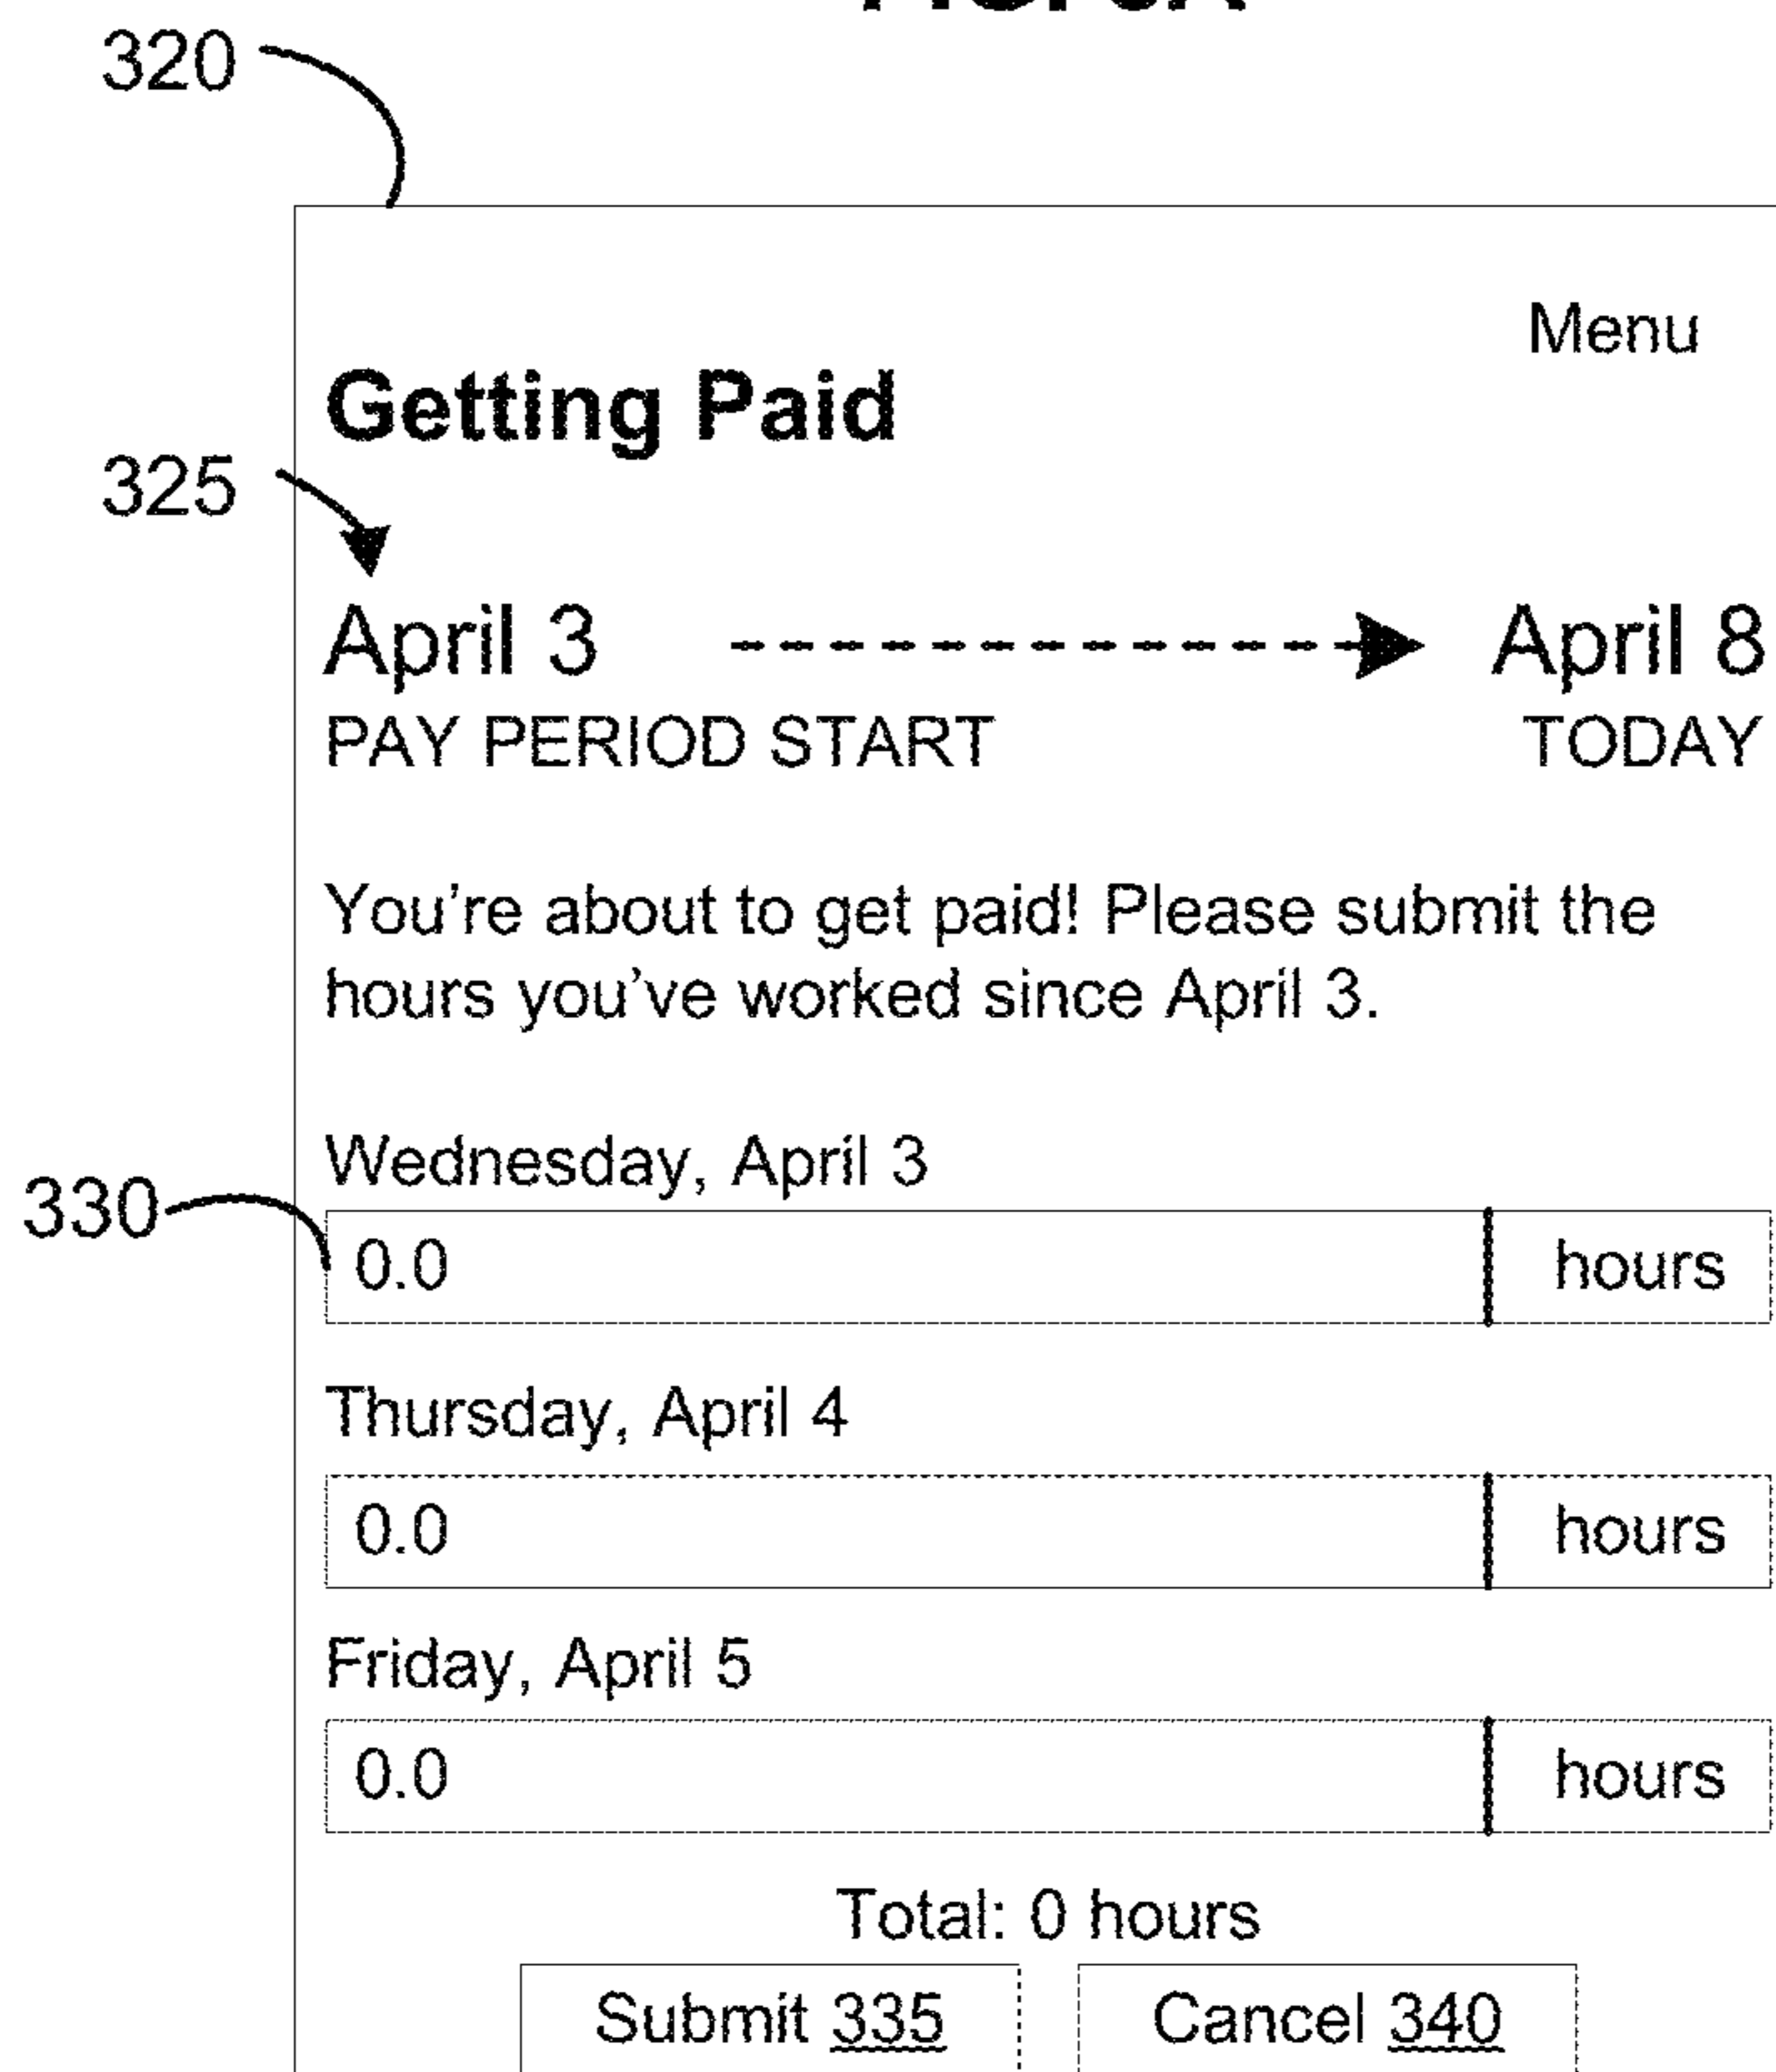 320
Menu
Getting Paid
325
April 3 April 8
PAY PERIOD START TODAY
You're about to get paid! Please submit the
hours you've worked since April 3.
Wednesday, April 3
330
0.0 hours
Thursday, April 4
0.0 hours
Friday, April 5
0.0 hours
Total: 0 hours
Submit 335 Cancel 340